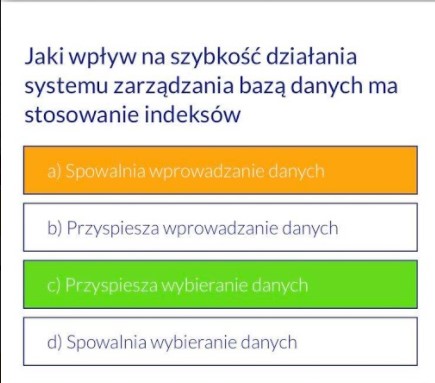 Jaki wpływ na szybkość działania
systemu zarządzania bazą danych ma
stosowanie indeksów
a) Spowalnia wprowadzanie danych
b) Przyspiesza wprowadzanie danych
c) Przyspiesza wybieranie danych
d) Spowalnia wybieranie danych